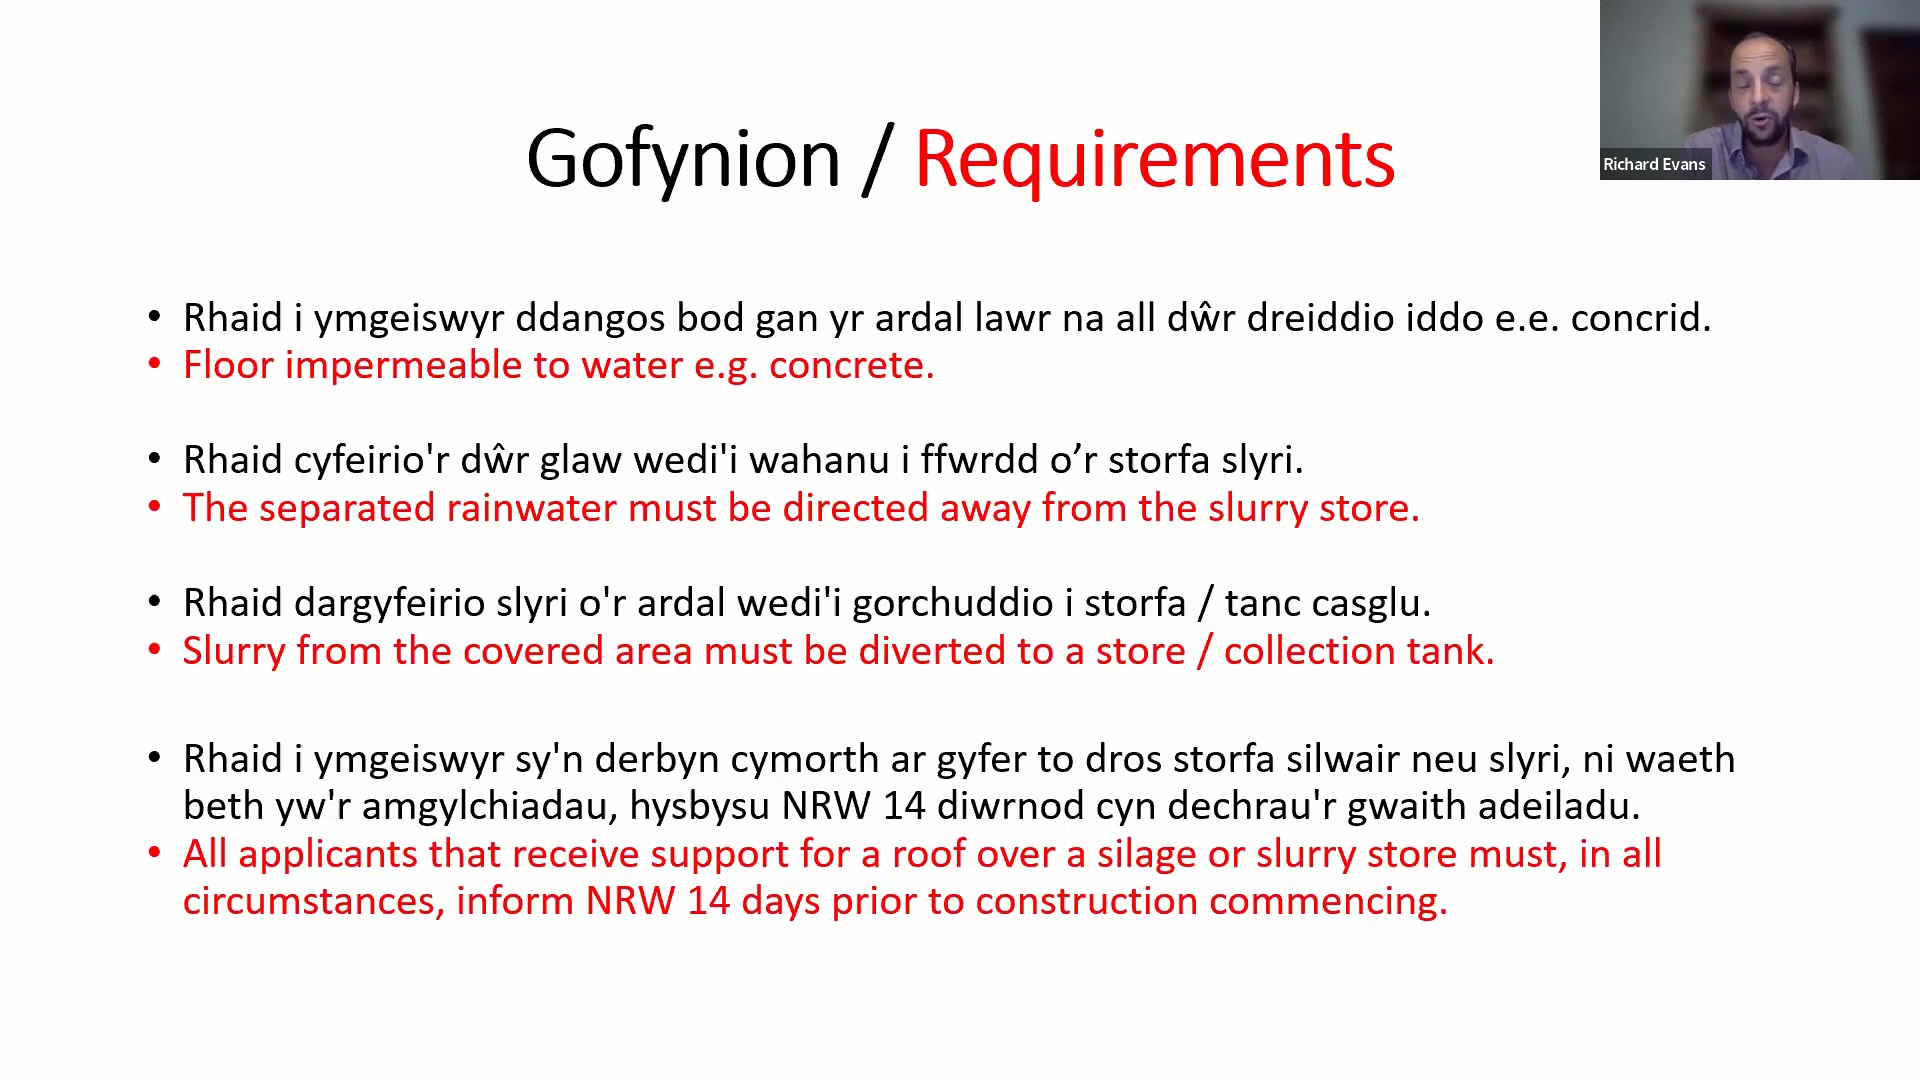 Gofynion / Requirements
Richard Evans
• Rhaid i ymgeiswyr ddangos bod gan yr ardal lawr na all dŵr dreiddio iddo e.e. concrid.
• Floor impermeable to water e.g. concrete.
• Rhaid cyfeirio'r dŵr glaw wedi'i wahanu i ffwrdd o’r storfa slyri.
• The separated rainwater must be directed away from the slurry store.
• Rhaid dargyfeirio slyri o'r ardal wedi'i gorchuddio i storfa / tanc casglu.
• Slurry from the covered area must be diverted to a store / collection tank.
• Rhaid i ymgeiswyr sy'n derbyn cymorth ar gyfer to dros storfa silwair neu slyri, ni waeth
beth yw'r amgylchiadau, hysbysu NRW 14 diwrnod cyn dechrau'r gwaith adeiladu.
• All applicants that receive support for a roof over a silage or slurry store must, in all
circumstances, inform NRW 14 days prior to construction commencing.